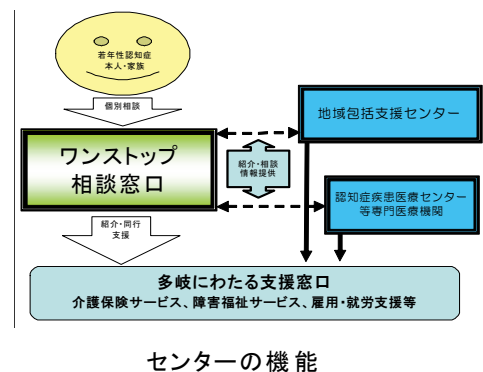 若年性認知症
本人・家族
個別相談
地域包括支援センター
ワンストップ
相談窓口
紹介・相談
情報提供
認知症疾患医療センター
等専門医療機関
紹介・同行
支援
多岐にわたる支援窓口
介護保険サービス、障害福祉サービス、雇用・就労支援等
センターの機能